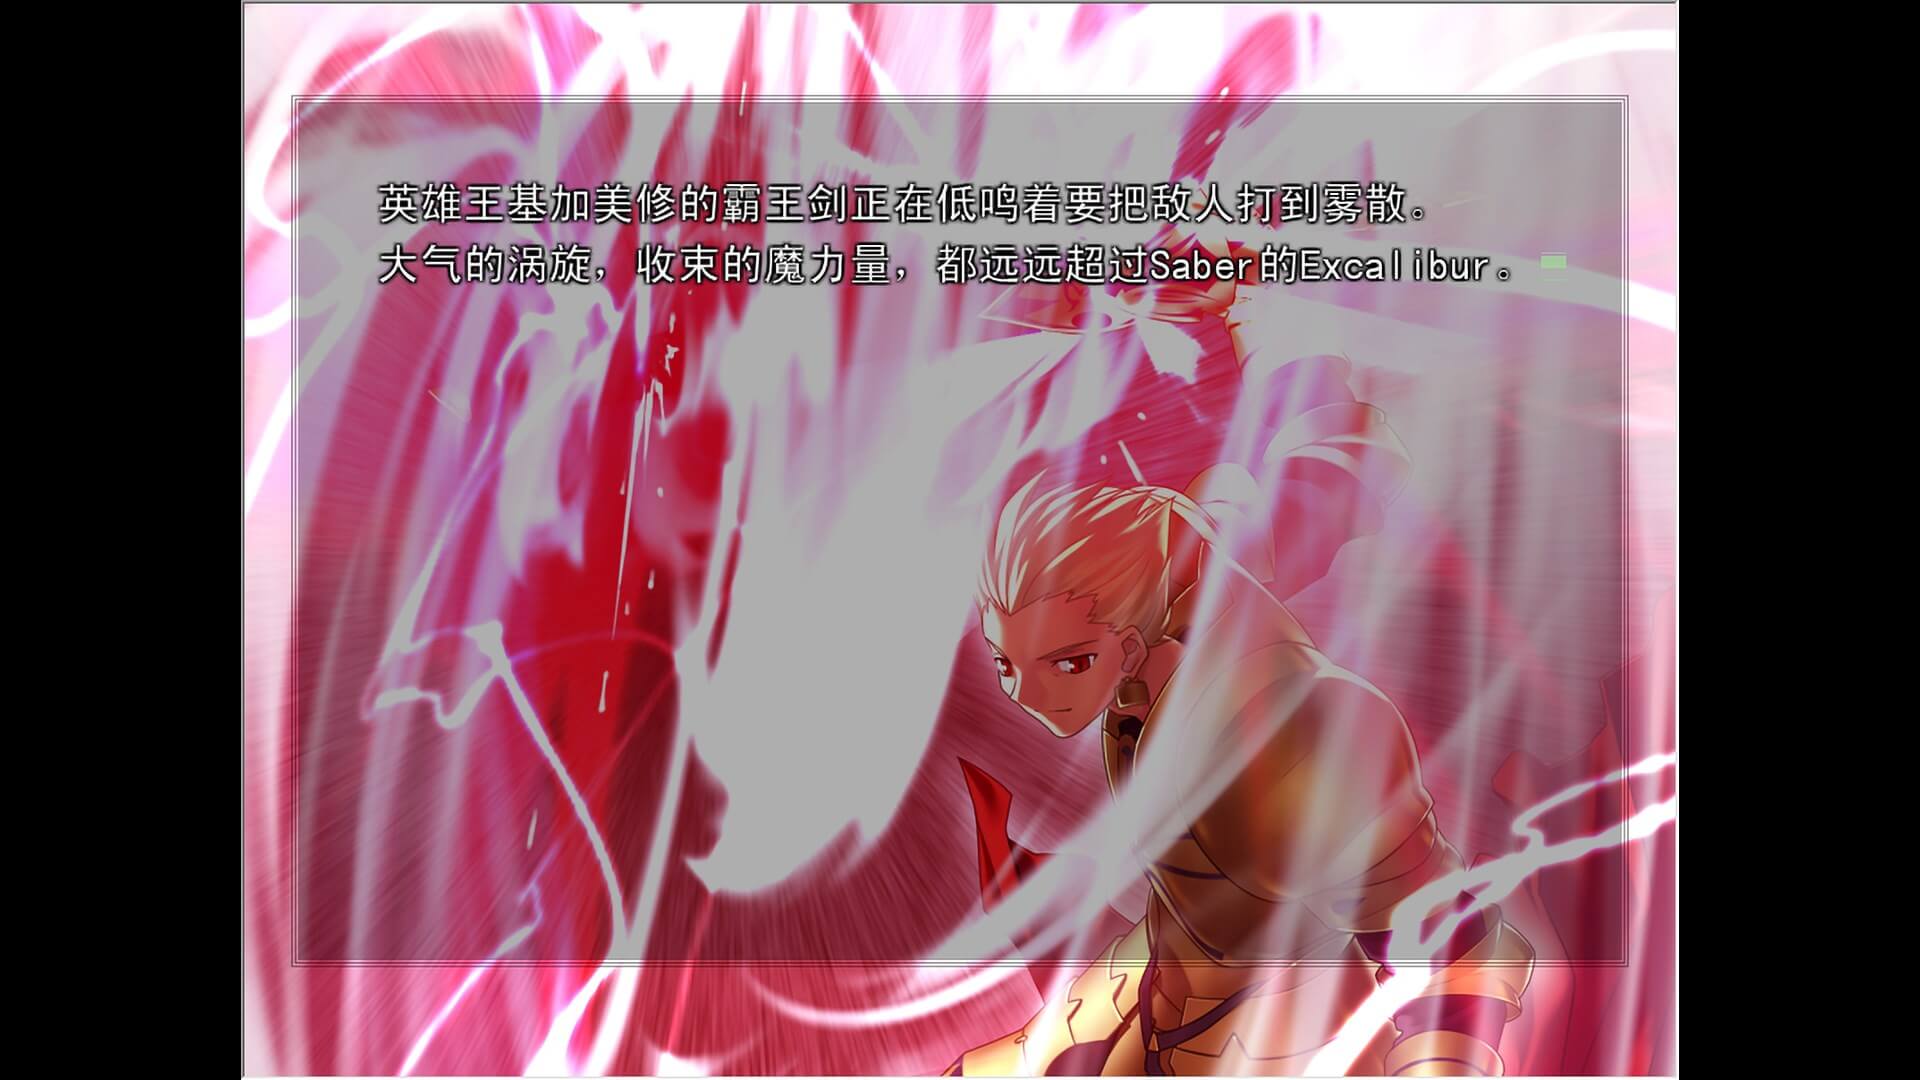 英雄王基加美修的霸王剑正在低鸣着要把敌人打到雾散。
大气的涡旋，收束的魔力量，都远远超过Saber的Excalibur。